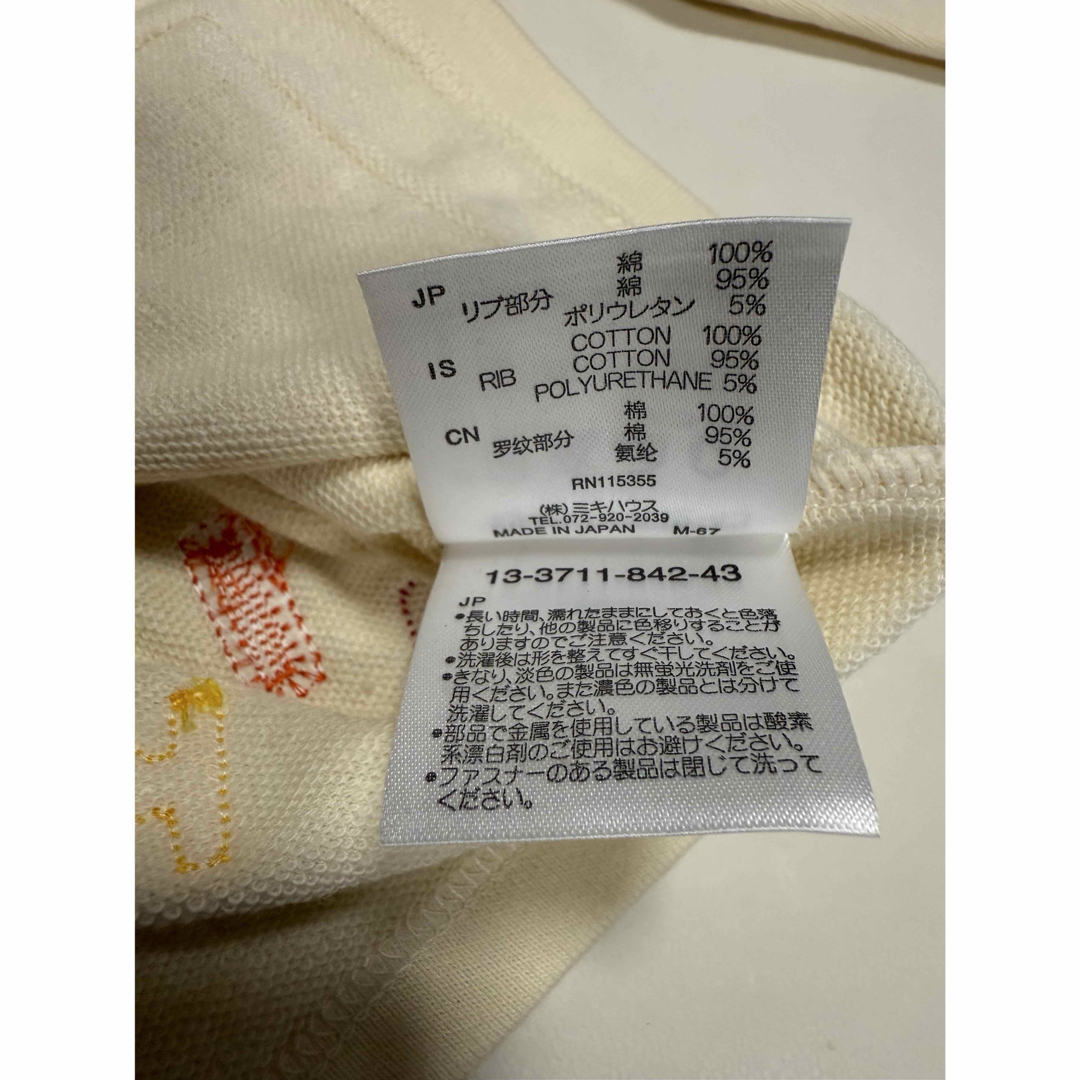 綿 100%
JP 綿 95%
リブ部分 ポリウレタン 5%
COTTON 100%
IS COTTON 95%
RIB POLYURETHANE 5%
棉 100%
CN 棉 95%
罗纹部分 氨纶 5%
RN115355
(株)ミキハウス
TEL.072-920-2039
MADE IN JAPAN M-67
13-3711-842-43
JP
•長い時間、濡れたままにしておくと色落
ちしたり、他の製品に色移りすることが
ありますのでご注意ください。
•洗濯後は形を整えてすぐ干してください。
•きなり、淡色の製品は無蛍光洗剤をご使
用ください。また濃色の製品とは分けて
洗濯してください。
•部品で金属を使用している製品は酸素
系漂白剤のご使用はお避けください。
•ファスナーのある製品は閉じて洗って
ください。